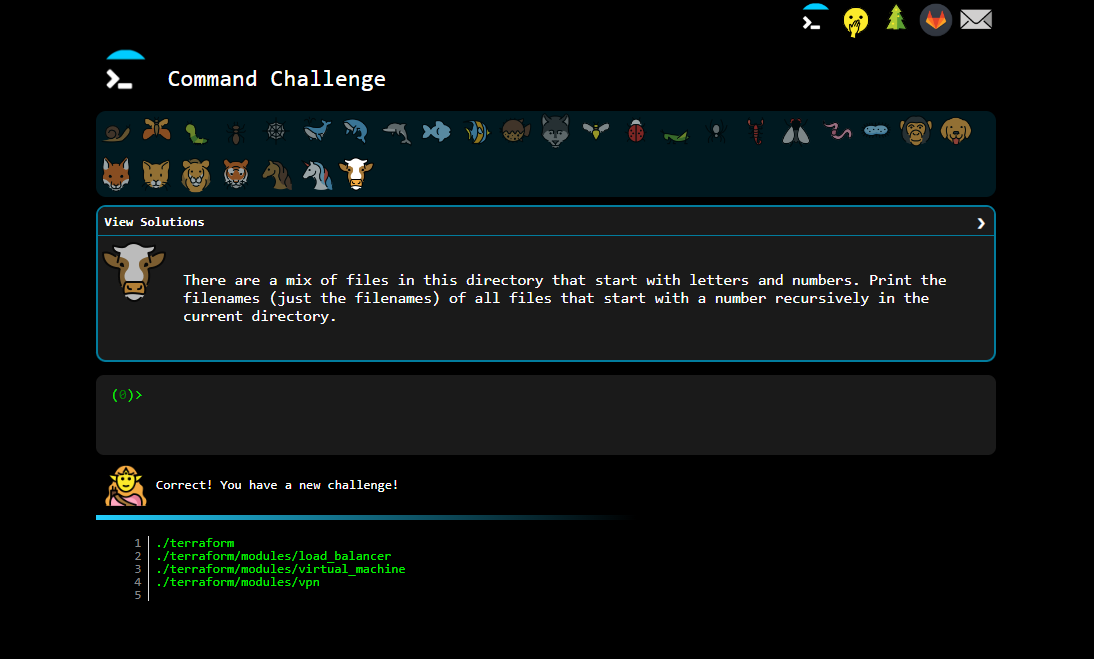 Command Challenge
View Solutions
There are a mix of files in this directory that start with letters and numbers. Print the
filenames (just the filenames) of all files that start with a number recursively in the
current directory.
(0)>
Correct! You have a new challenge!
1 ./terraform
2 ./terraform/modules/load_balancer
3 ./terraform/modules/virtual_machine
4 ./terraform/modules/vpn
5